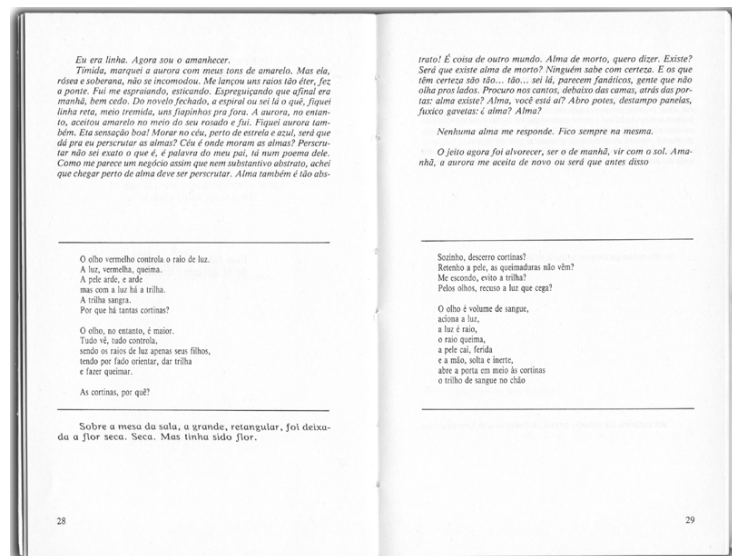 Eu era linha. Agora sou o amanhecer.
Tímida, marquei a aurora com meus tons de amarelo. Mas ela,
rósea e soberana, não se incomodou. Me lançou uns raios tão éter, fez
a ponte. Fui me espraiando, esticando. Espreguiçando que afinal era
manhã, bem cedo. Do novelo fechado, a espiral ou sei lá o quê, fiquei
linha reta, meio tremida, uns fiapinhos pra fora. A aurora, no entan-
to, aceitou amarelo no meio do seu rosado e fui. Fiquei aurora tam-
bém. Eta sensação boa! Morar no céu, perto de estrela e azul, será que
dá pra eu perscrutar as almas? Céu é onde moram as almas? Perscru-
tar não sei exato o que é, é palavra do meu pai, tá num poema dele.
Como me parece um negócio assim que nem substantivo abstrato, achei
que chegar perto de alma deve ser perscrutar. Alma também é tão abs-
O olho vermelho controla o raio de luz.
A luz, vermelha, queima.
A pele arde, e arde
mas com a luz há a trilha.
A trilha sangra.
Por que há tantas cortinas?
O olho, no entanto, é maior.
Tudo vê, tudo controla,
sendo os raios de luz apenas seus filhos,
tendo por fado orientar, dar trilha
e fazer queimar.
As cortinas, por quê?
Sobre a mesa da sala, a grande, retangular, foi deixa-
da a flor seca. Seca. Mas tinha sido flor.
28
trato! É coisa de outro mundo. Alma de morto, quero dizer. Existe?
Será que existe alma de morto? Ninguém sabe com certeza. E os que
têm certeza são tão... tão... sei lá, parecem fanáticos, gente que não
olha pros lados. Procuro nos cantos, debaixo das camas, atrás das por-
tas: alma existe? Alma, você está aí? Abro potes, destampo panelas,
fuxico gavetas: é alma? Alma?
Nenhuma alma me responde. Fico sempre na mesma.
O jeito agora foi alvorecer, ser o de manhã, vir com o sol. Ama-
nhã, a aurora me aceita de novo ou será que antes disso
Sozinho, descerro cortinas?
Retenho a pele, as queimaduras não vêm?
Me escondo, evito a trilha?
Pelos olhos, recuso a luz que cega?
O olho é volume de sangue,
aciona a luz,
a luz é raio,
o raio queima,
a pele cai, ferida
e a mão, solta e inerte,
abre a porta em meio às cortinas
o trilho de sangue no chão
29